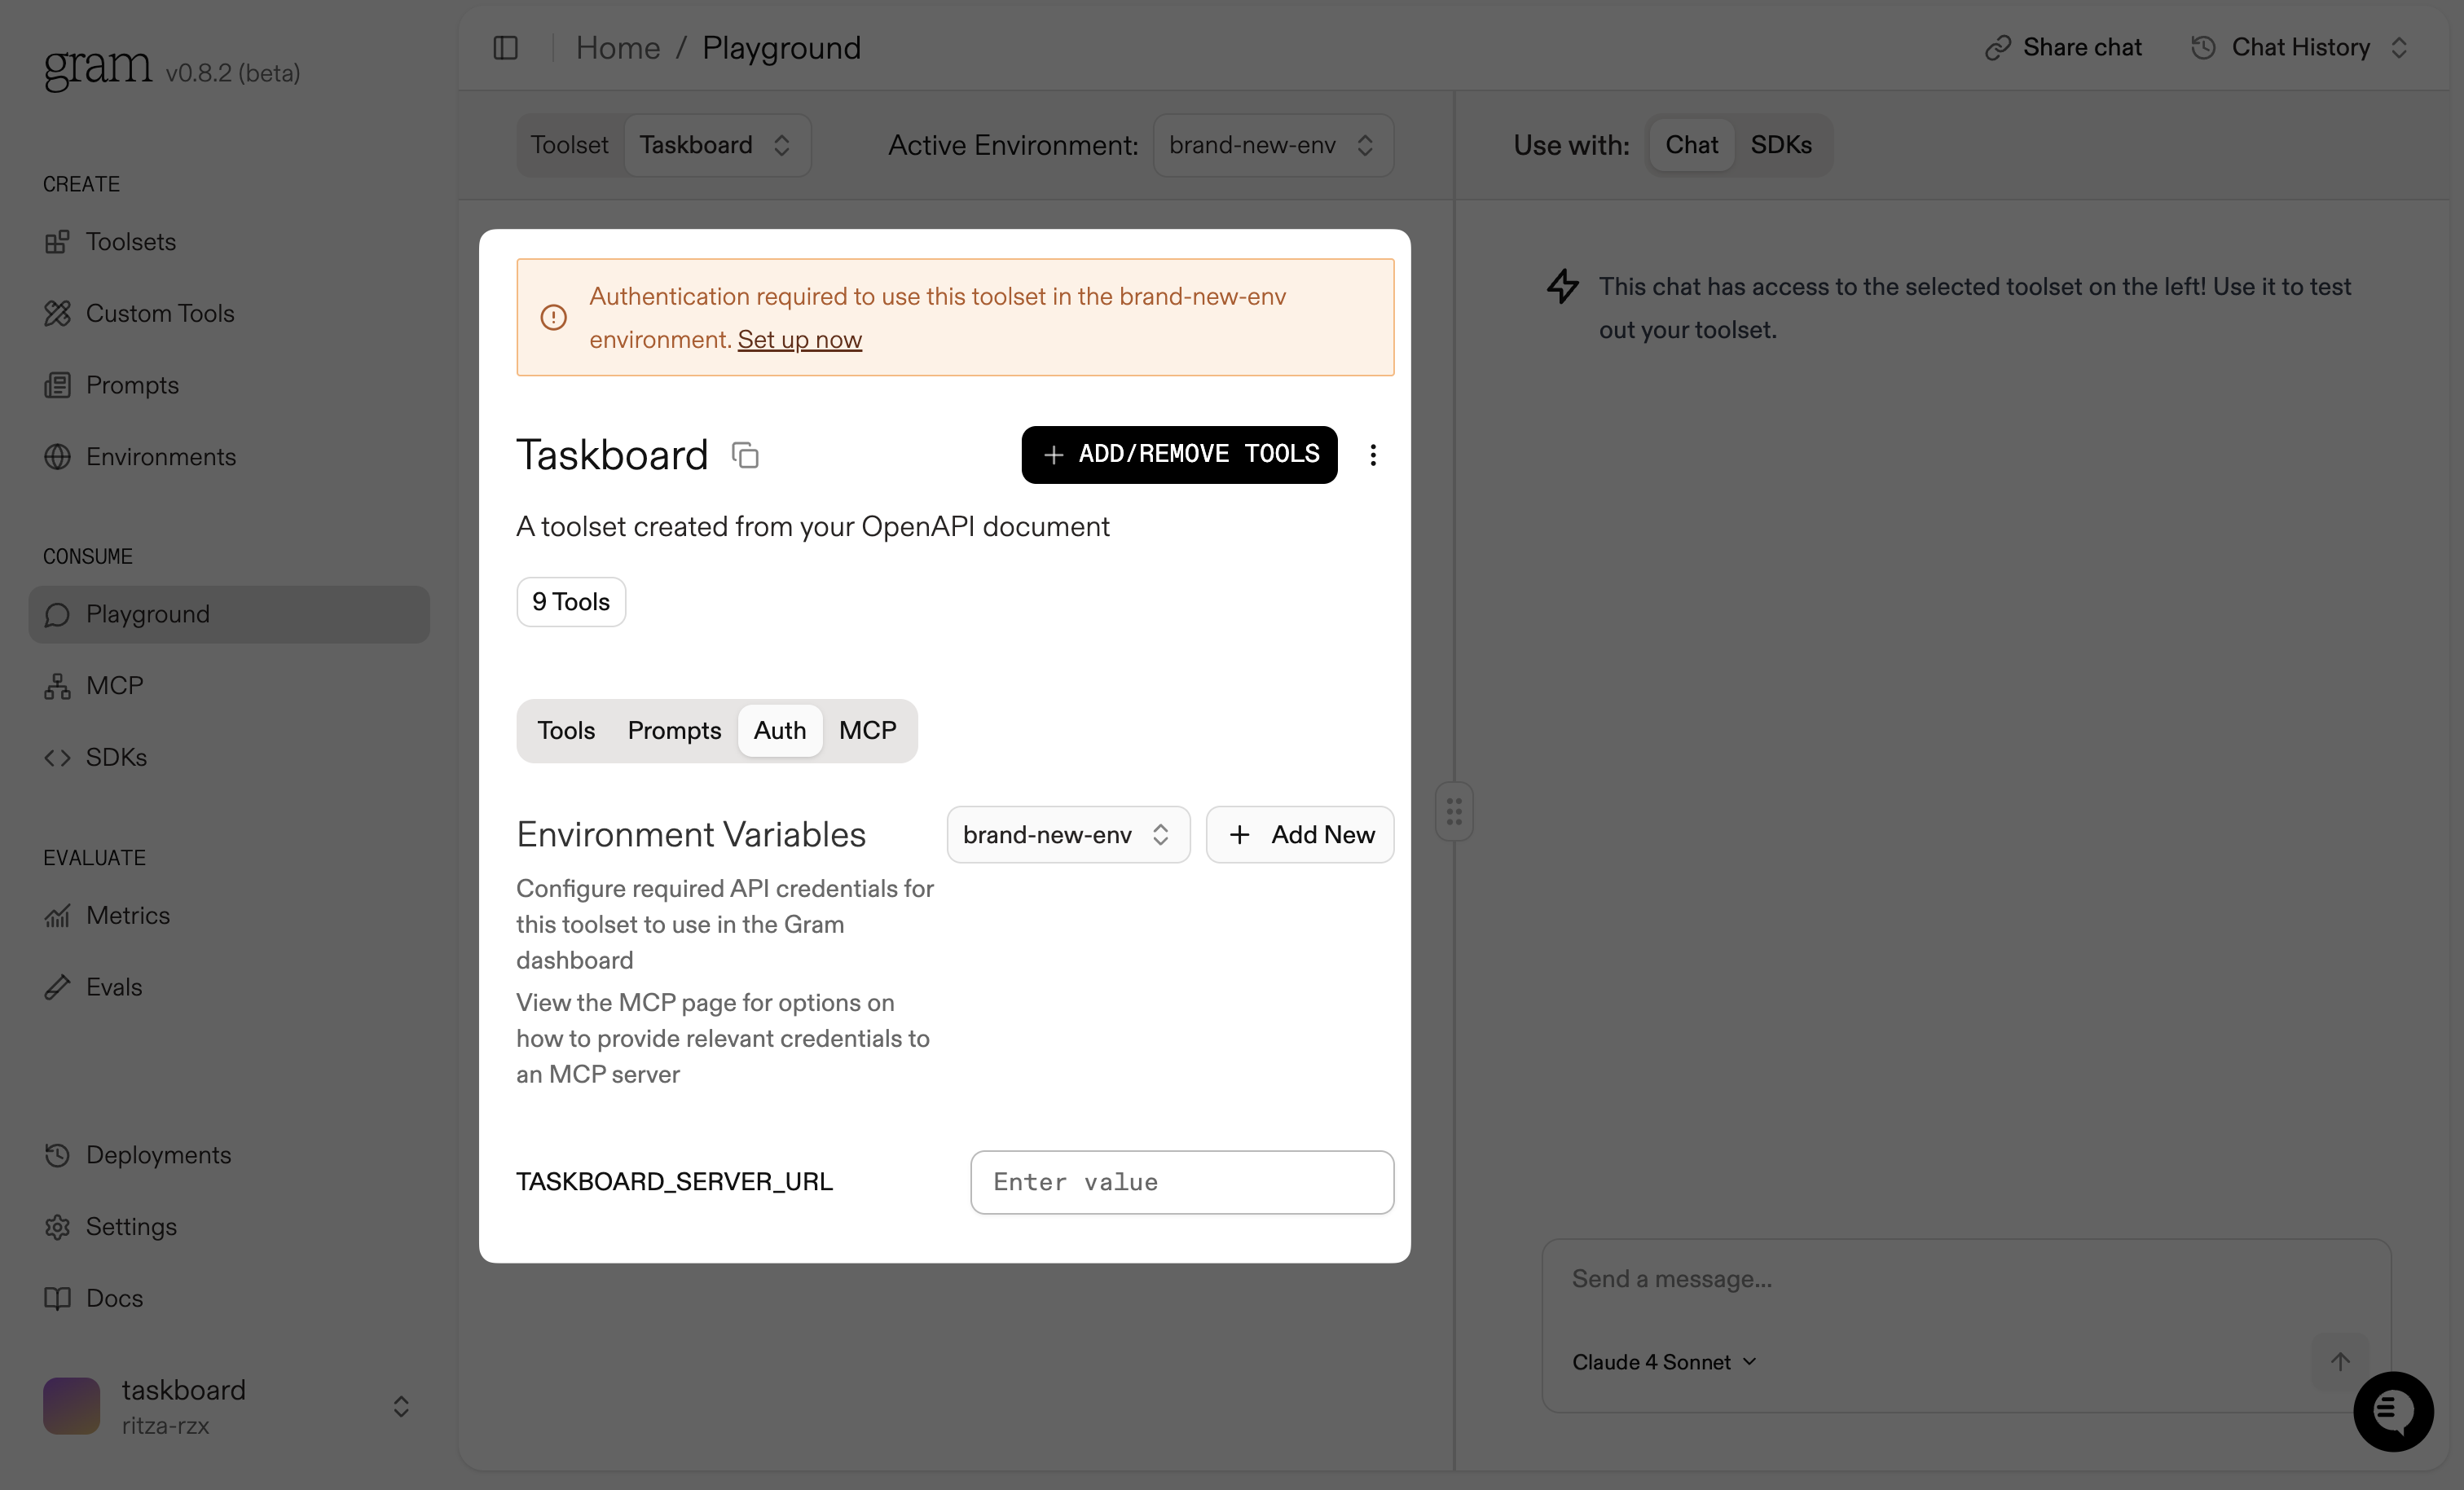 gram v0.8.2 (beta)
CREATE
Toolsets
Custom Tools
Prompts
Environments
CONSUME
Playground
MCP
SDKs
EVALUATE
Metrics
Evals
Deployments
Settings
Docs
taskboard
ritza-rzx
Home / Playground
Share chat
Chat History
Toolset Taskboard
Active Environment: brand-new-env
Use with: Chat SDKs
Authentication required to use this toolset in the brand-new-env
environment. Set up now
Taskboard
+ ADD/REMOVE TOOLS
A toolset created from your OpenAPI document
9 Tools
Tools Prompts Auth MCP
Environment Variables
brand-new-env
+ Add New
Configure required API credentials for
this toolset to use in the Gram
dashboard
View the MCP page for options on
how to provide relevant credentials to
an MCP server
TASKBOARD_SERVER_URL
Enter value
This chat has access to the selected toolset on the left! Use it to test
out your toolset.
Send a message...
Claude 4 Sonnet